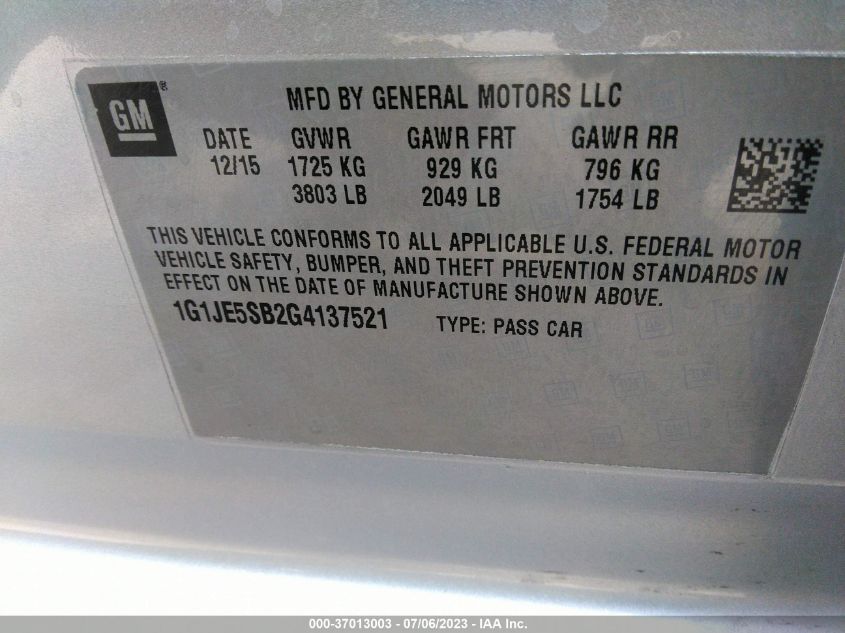 GM ®
MFD BY GENERAL MOTORS LLC
DATE GVWR GAWR FRT GAWR RR
12/15 1725 KG 929 KG 796 KG
3803 LB 2049 LB 1754 LB
THIS VEHICLE CONFORMS TO ALL APPLICABLE U.S. FEDERAL MOTOR
VEHICLE SAFETY, BUMPER, AND THEFT PREVENTION STANDARDS IN
EFFECT ON THE DATE OF MANUFACTURE SHOWN ABOVE.
1G1JE5SB2G4137521 TYPE: PASS CAR
000-37013003 - 07/06/2023 - IAA Inc.